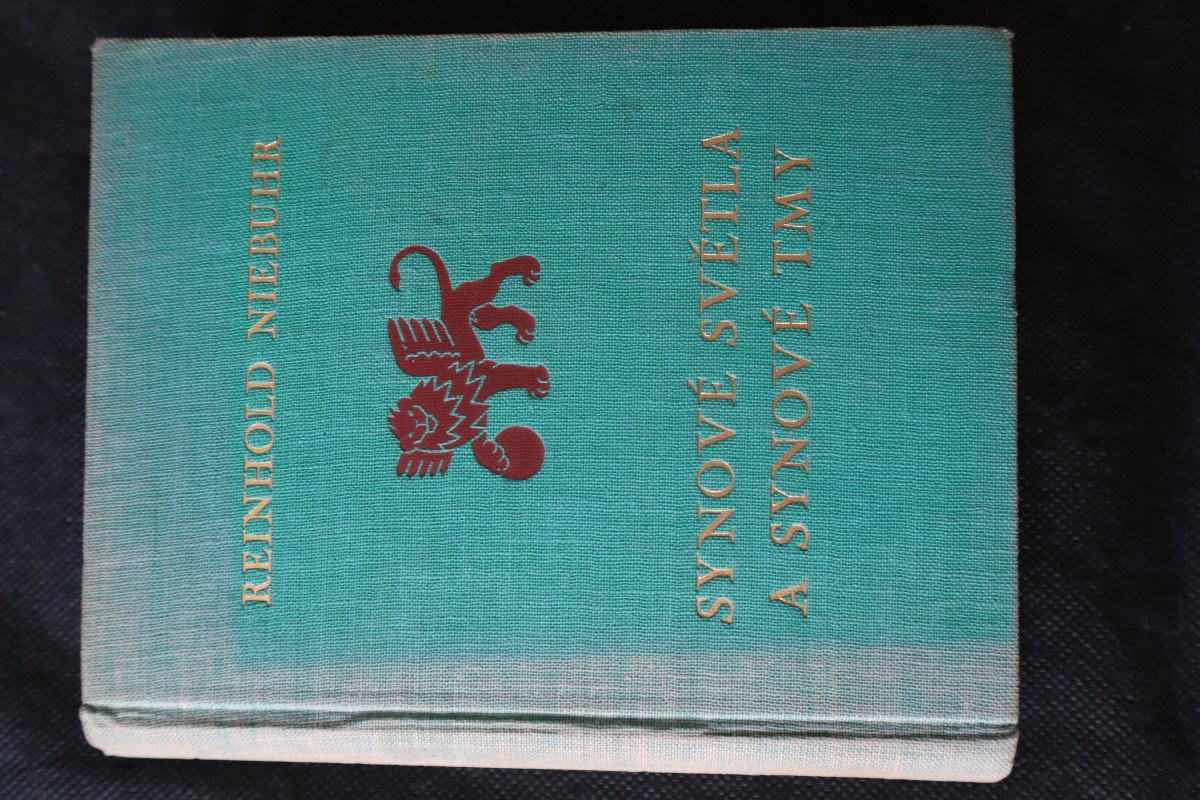 REINHOLD NIEBUHR
SYNOVÉ SVĚTLA
A SYNOVÉ TMY